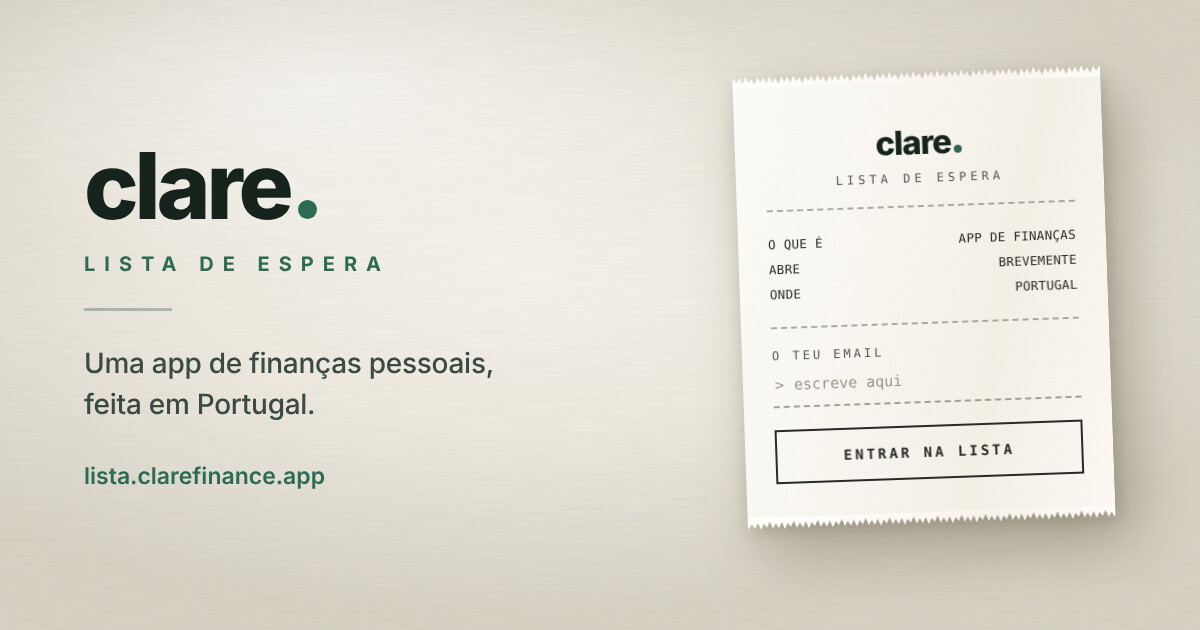 clare.
LISTA DE ESPERA
Uma app de finanças pessoais,
feita em Portugal.
lista.clarefinance.app
clare.
LISTA DE ESPERA
O QUE É APP DE FINANÇAS
ABRE BREVEMENTE
ONDE PORTUGAL
O TEU EMAIL
> escreve aqui
ENTRAR NA LISTA